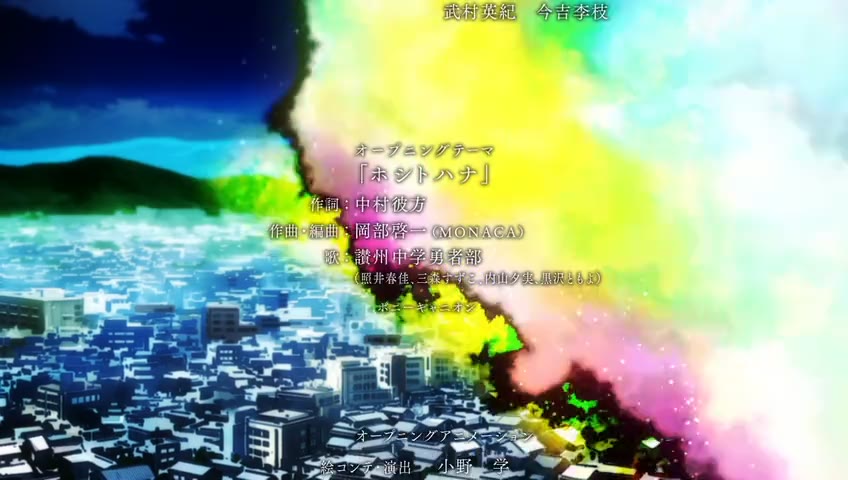 武村英紀　今吉李枝
オープニングテーマ
「ホシトハナ」
作詞：中村彼方
作曲・編曲：岡部啓一（MONACA）
歌：讃州中学勇者部
（照井春佳、三森すずこ、内山夕実、黒沢ともよ）
ポニーキャニオン
オープニングアニメーション
絵コンテ・演出　小野　学